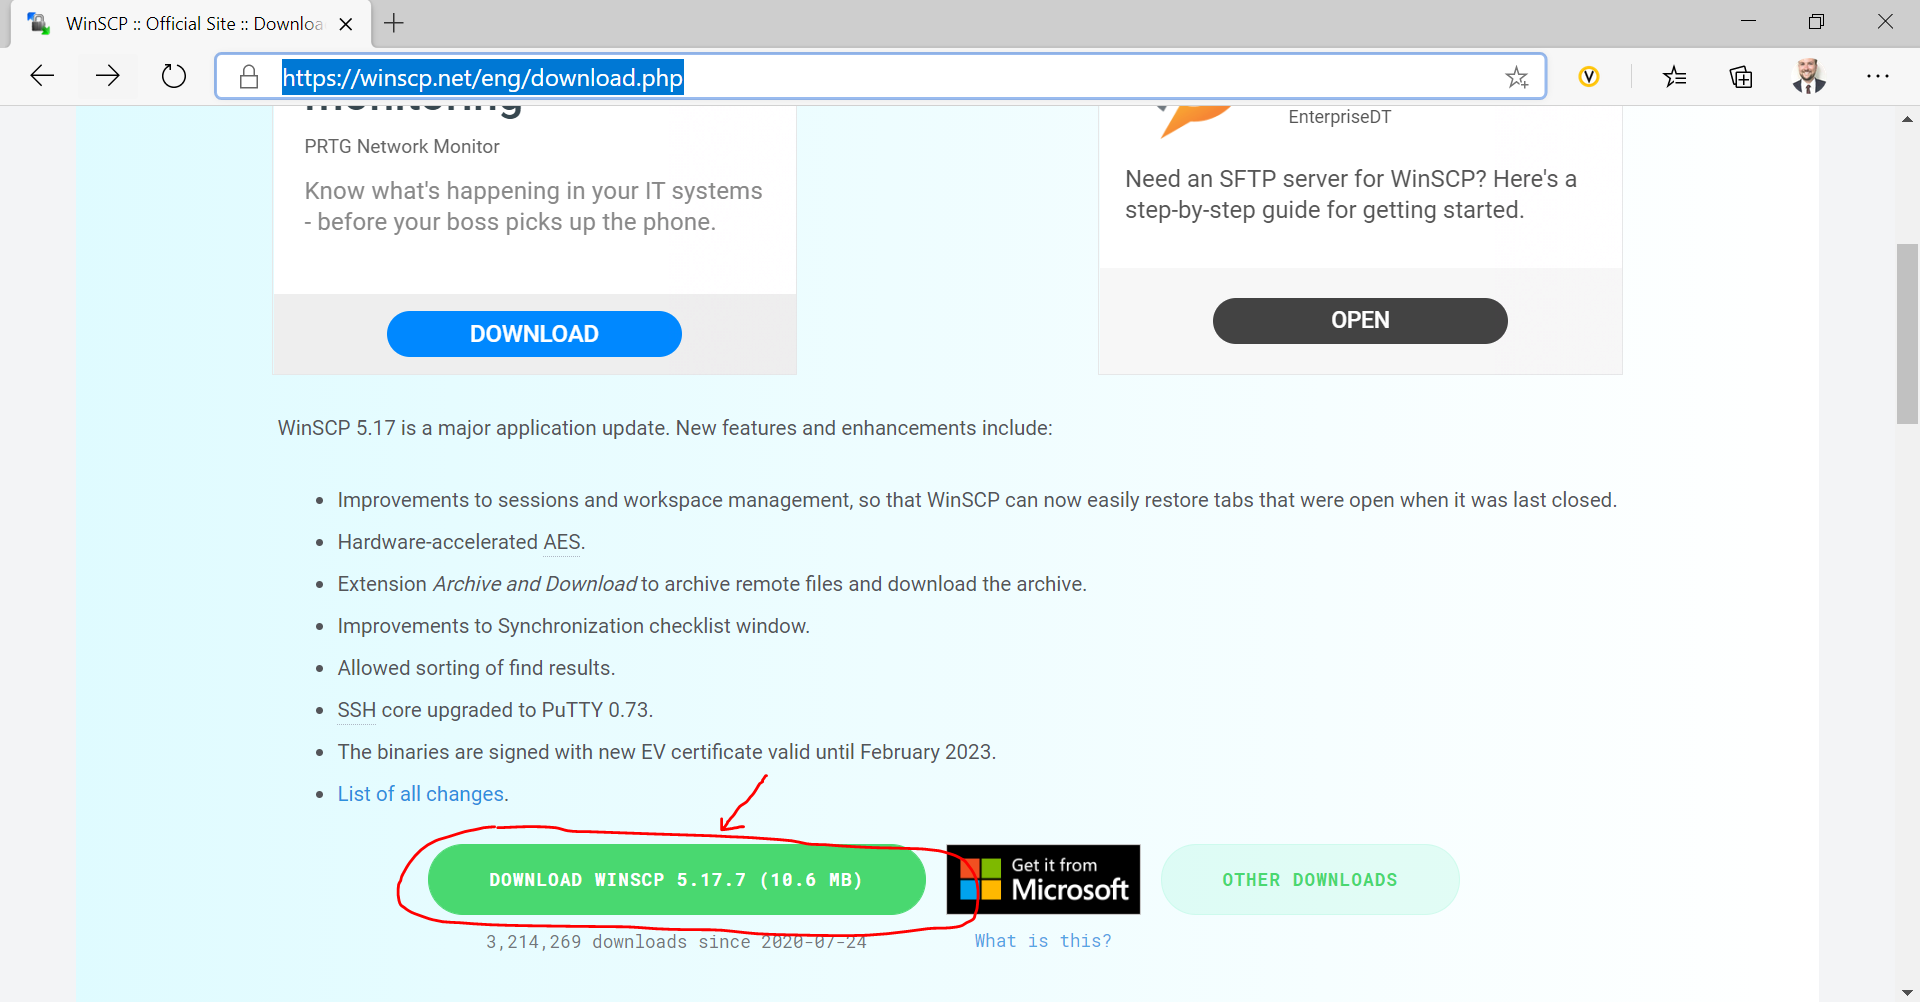 WinSCP :: Official Site :: Downloa
https://winscp.net/eng/download.php
monitoring
PRTG Network Monitor
Know what's happening in your IT systems
- before your boss picks up the phone.
DOWNLOAD
EnterpriseDT
Need an SFTP server for WinSCP? Here's a
step-by-step guide for getting started.
OPEN
WinSCP 5.17 is a major application update. New features and enhancements include:
• Improvements to sessions and workspace management, so that WinSCP can now easily restore tabs that were open when it was last closed.
• Hardware-accelerated AES.
• Extension Archive and Download to archive remote files and download the archive.
• Improvements to Synchronization checklist window.
• Allowed sorting of find results.
• SSH core upgraded to PuTTY 0.73.
• The binaries are signed with new EV certificate valid until February 2023.
• List of all changes.
DOWNLOAD WINSCP 5.17.7 (10.6 MB)
Get it from
Microsoft
OTHER DOWNLOADS
3,214,269 downloads since 2020-07-24
What is this?